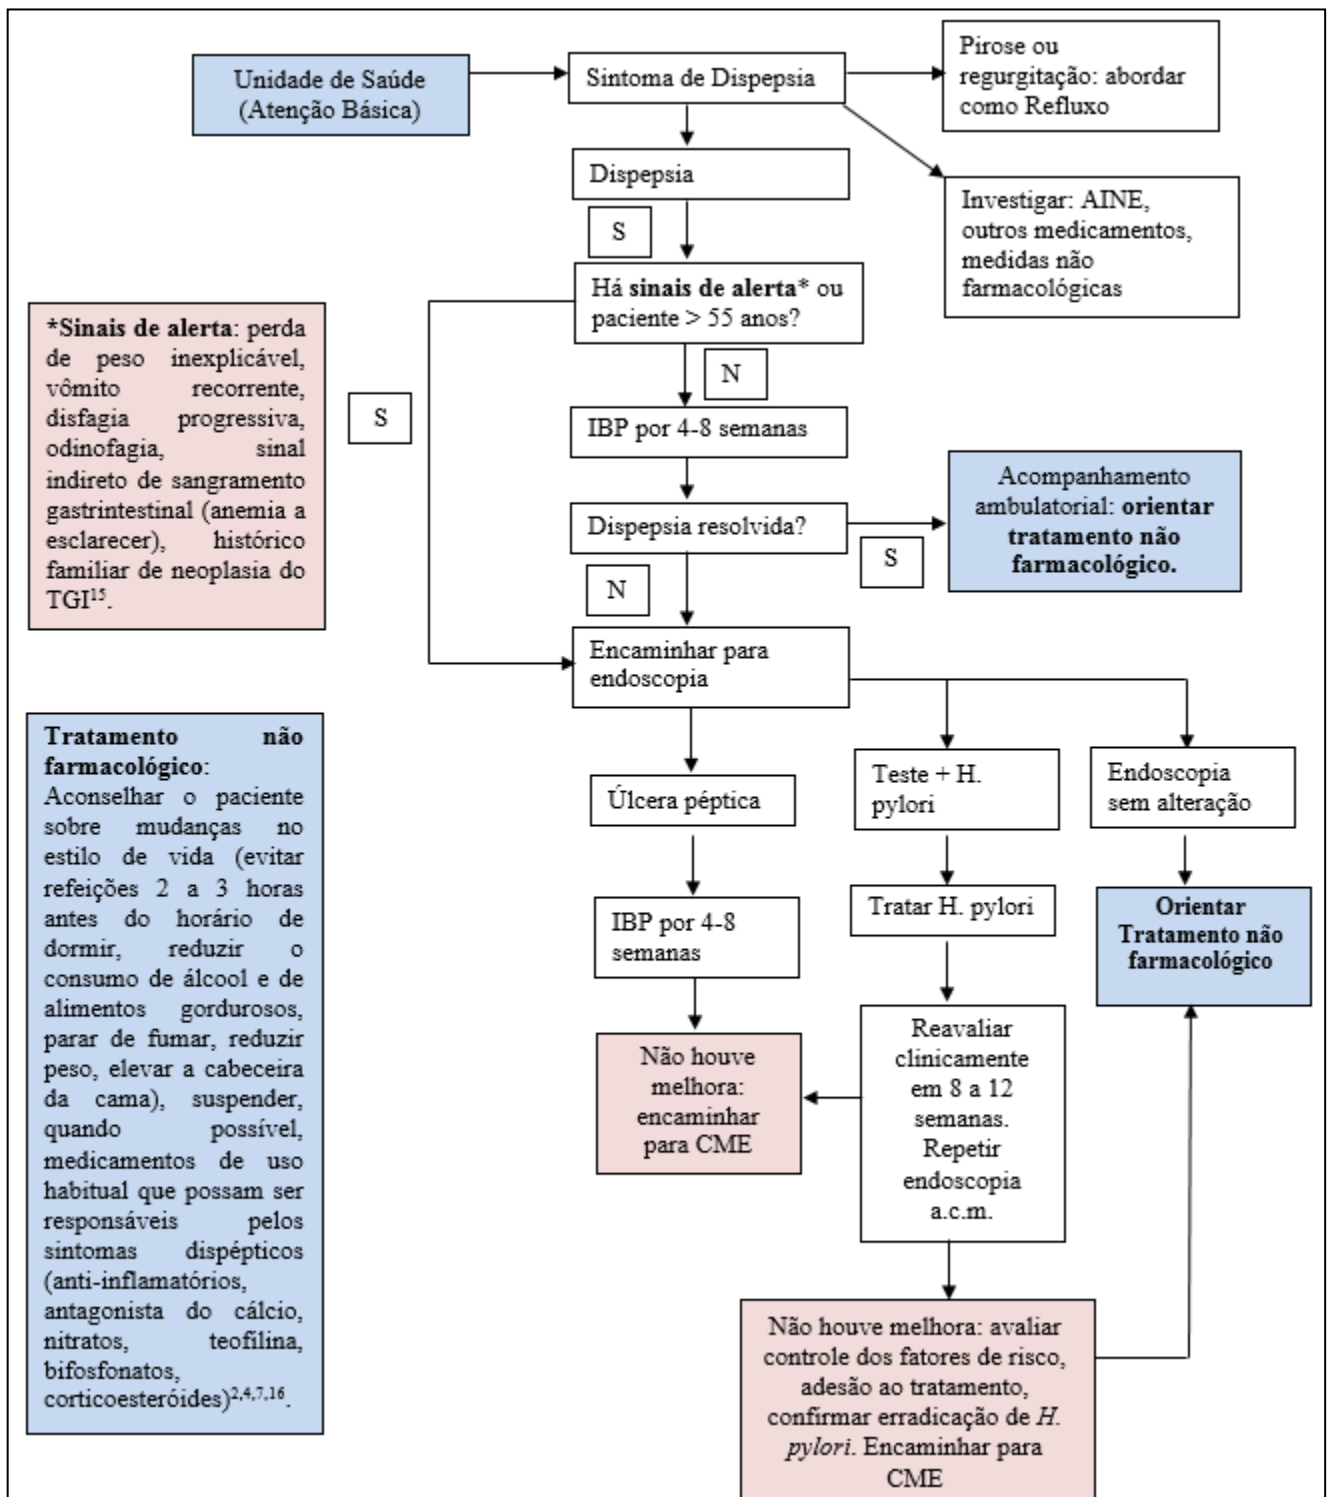 Unidade de Saúde
(Atenção Básica)
Sintoma de Dispepsia
Pirose ou
regurgitação: abordar
como Refluxo
Dispepsia
Investigar: AINE,
outros medicamentos,
medidas não
farmacológicas
S
Há sinais de alerta* ou
paciente > 55 anos?
*Sinais de alerta: perda
de peso inexplicável,
vômito recorrente,
disfagia progressiva,
odinofagia, sinal
indireto de sangramento
gastrintestinal (anemia a
esclarecer), histórico
familiar de neoplasia do
TGI15.
N
S
IBP por 4-8 semanas
Dispepsia resolvida?
S
Acompanhamento
ambulatorial: orientar
tratamento não
farmacológico.
N
Encaminhar para
endoscopia
Tratamento não
farmacológico:
Aconselhar o paciente
sobre mudanças no
estilo de vida (evitar
refeições 2 a 3 horas
antes do horário de
dormir, reduzir o
consumo de álcool e de
alimentos gordurosos,
parar de fumar, reduzir
peso, elevar a cabeceira
da cama), suspender,
quando possível,
medicamentos de uso
habitual que possam ser
responsáveis pelos
sintomas dispépticos
(anti-inflamatórios,
antagonista do cálcio,
nitratos, teofilina,
bifosfonatos,
corticoesteróides)2,4,7,16.
Úlcera péptica
Teste + H.
pylori
Endoscopia
sem alteração
IBP por 4-8
semanas
Tratar H. pylori
Orientar
Tratamento não
farmacológico
Não houve
melhora:
encaminhar
para CME
Reavaliar
clinicamente
em 8 a 12
semanas.
Repetir
endoscopia
a.c.m.
Não houve melhora: avaliar
controle dos fatores de risco,
adesão ao tratamento,
confirmar erradicação de H.
pylori. Encaminhar para
CME